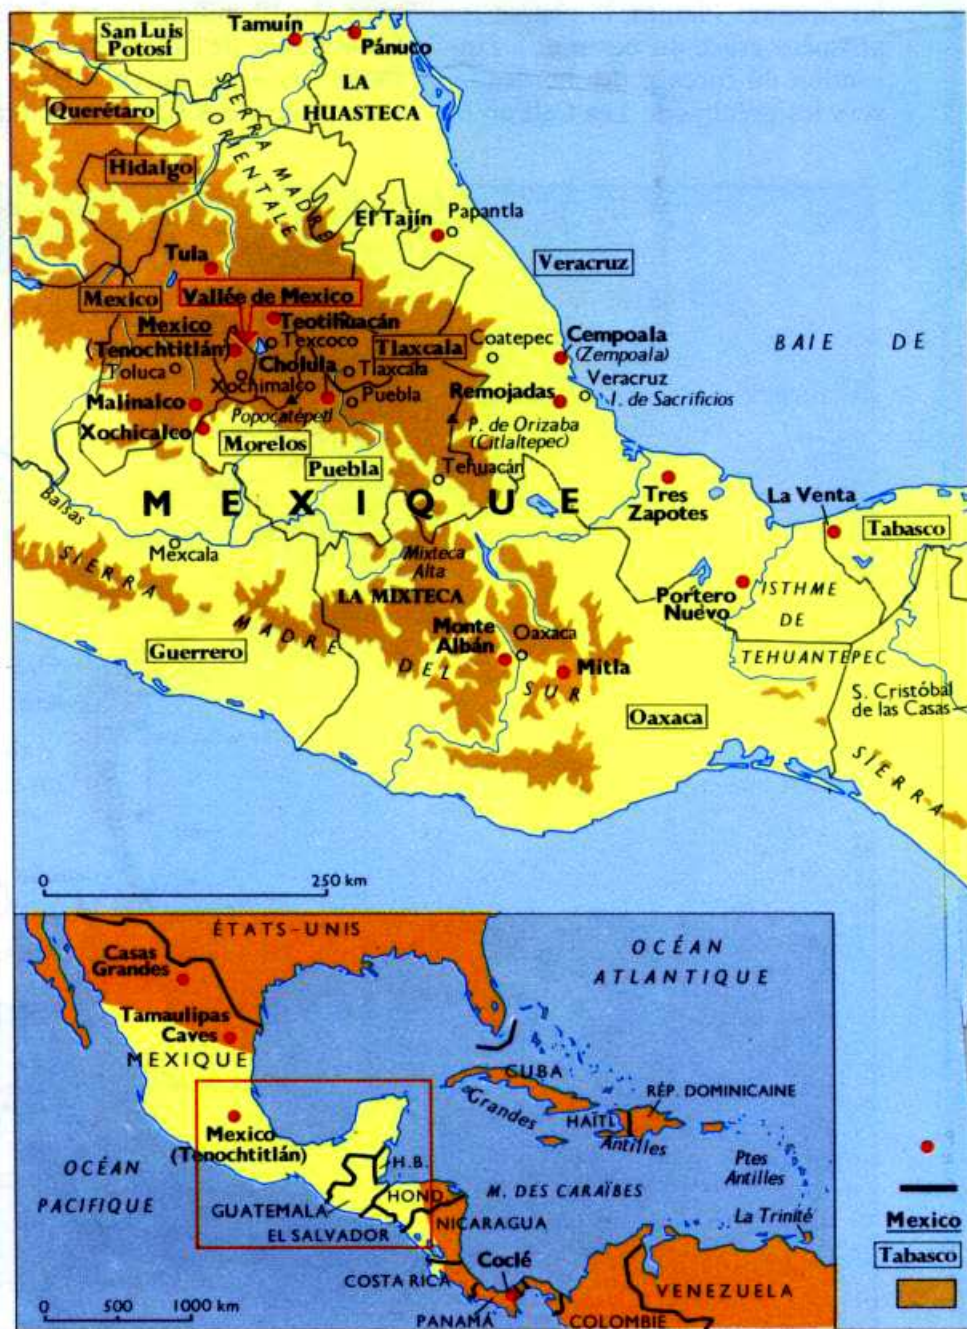 San Luis
Potosí
Tamuín
Pánuco
LA
HUASTECA
Querétaro
SIERRA MADRE
ORIENTALE
Hidalgo
El Tajín
Papantla
Veracruz
Tula
Mexico
Vallée de Mexico
Teotihuacán
Mexico
(Tenochtitlán)
Texcoco
Tlaxcala
Coatepec
Cempoala
(Zempoala)
BAIE DE
Toluca
Cholula
Tlaxcala
Xochimalco
Puebla
Remojadas
Veracruz
I. de Sacrificios
Malinalco
Popocatépetl
Xochicalco
Morelos
P. de Orizaba
(Citlaltepec)
Puebla
Tehuacán
MEXIQUE
Tres
Zapotes
La Venta
Tabasco
Balsas
Mexcala
Mixteca
Alta
LA MIXTECA
SIERRA MADRE DEL SUR
Portero
Nuevo
ISTHME
DE
TEHUANTEPEC
Guerrero
Monte
Albán
Oaxaca
Mitla
Oaxaca
S. Cristóbal
de las Casas
SIERRA
0 250 km
ÉTATS-UNIS
OCÉAN
ATLANTIQUE
Casas
Grandes
Tamaulipas
Caves
MEXIQUE
CUBA
RÉP. DOMINICAINE
Grandes
HAÏTI
Antilles
Mexico
(Tenochtitlán)
OCÉAN
PACIFIQUE
H.B.
Ptes
Antilles
HOND.
M. DES CARAÏBES
GUATEMALA
NICARAGUA
La Trinité
EL SALVADOR
Coclé
COSTA RICA
VENEZUELA
PANAMÁ
COLOMBIE
0 500 1000 km
Mexico
Tabasco